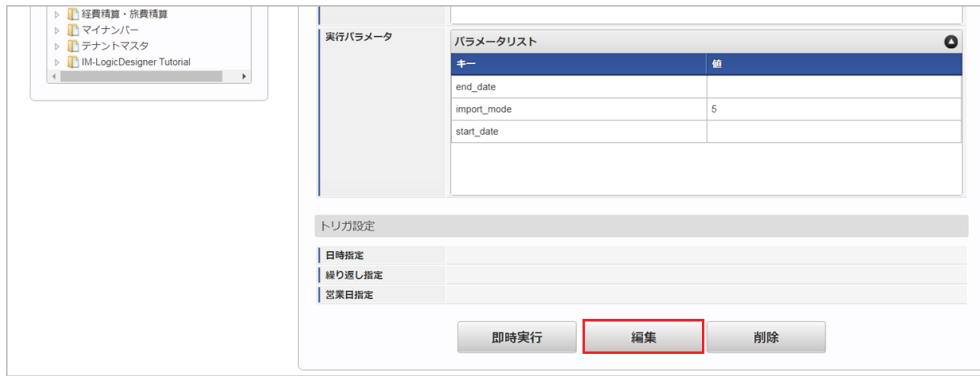 経費精算・旅費精算
マイナンバー
テナントマスタ
IM-LogicDesigner Tutorial
実行パラメータ
パラメータリスト
キー 値
end_date
import_mode 5
start_date
トリガ設定
日時指定
繰り返し指定
営業日指定
即時実行 編集 削除